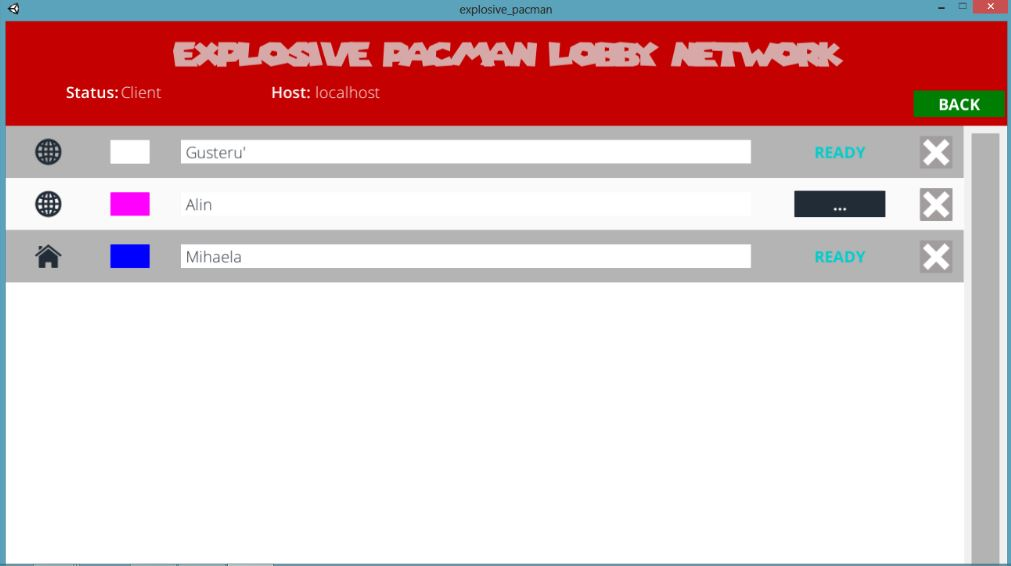 explosive_pacman
EXPLOSIVE PACMAN LOBBY NETWORK
Status: Client Host: localhost
BACK
Gusteru' READY
Alin ...
Mihaela READY